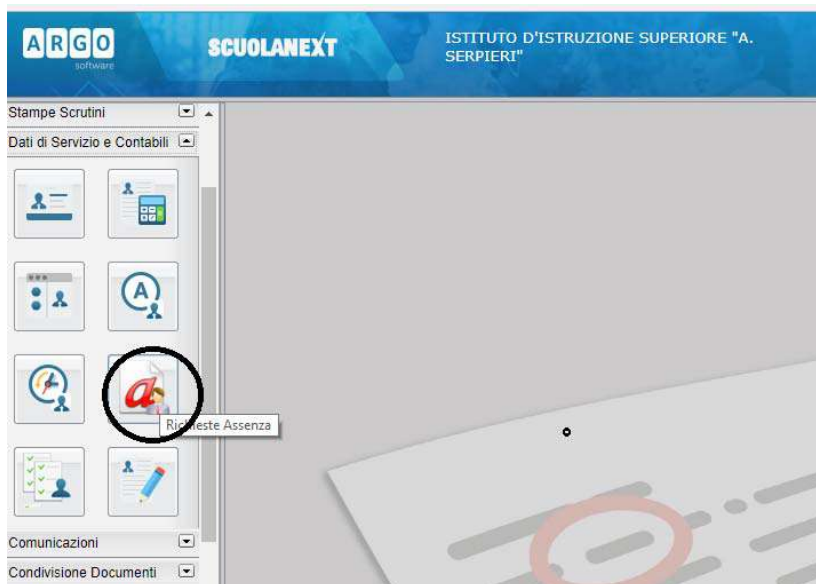 ARGO
software
SCUOLANEXT
ISTITUTO D'ISTRUZIONE SUPERIORE "A.
SERPIERI"
Stampe Scrutini
Dati di Servizio e Contabili
A
a
Richieste Assenza
Comunicazioni
Condivisione Documenti